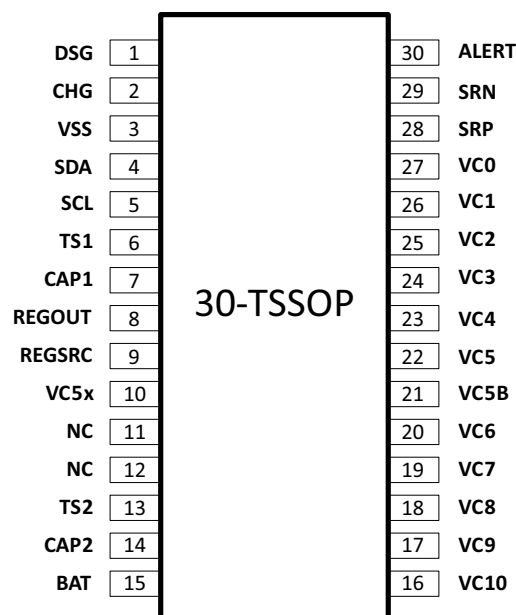 DSG 1 30 ALERT
CHG 2 29 SRN
VSS 3 28 SRP
SDA 4 27 VC0
SCL 5 26 VC1
TS1 6 25 VC2
CAP1 7 24 VC3
30-TSSOP
REGOUT 8 23 VC4
REGSRC 9 22 VC5
VC5x 10 21 VC5B
NC 11 20 VC6
NC 12 19 VC7
TS2 13 18 VC8
CAP2 14 17 VC9
BAT 15 16 VC10